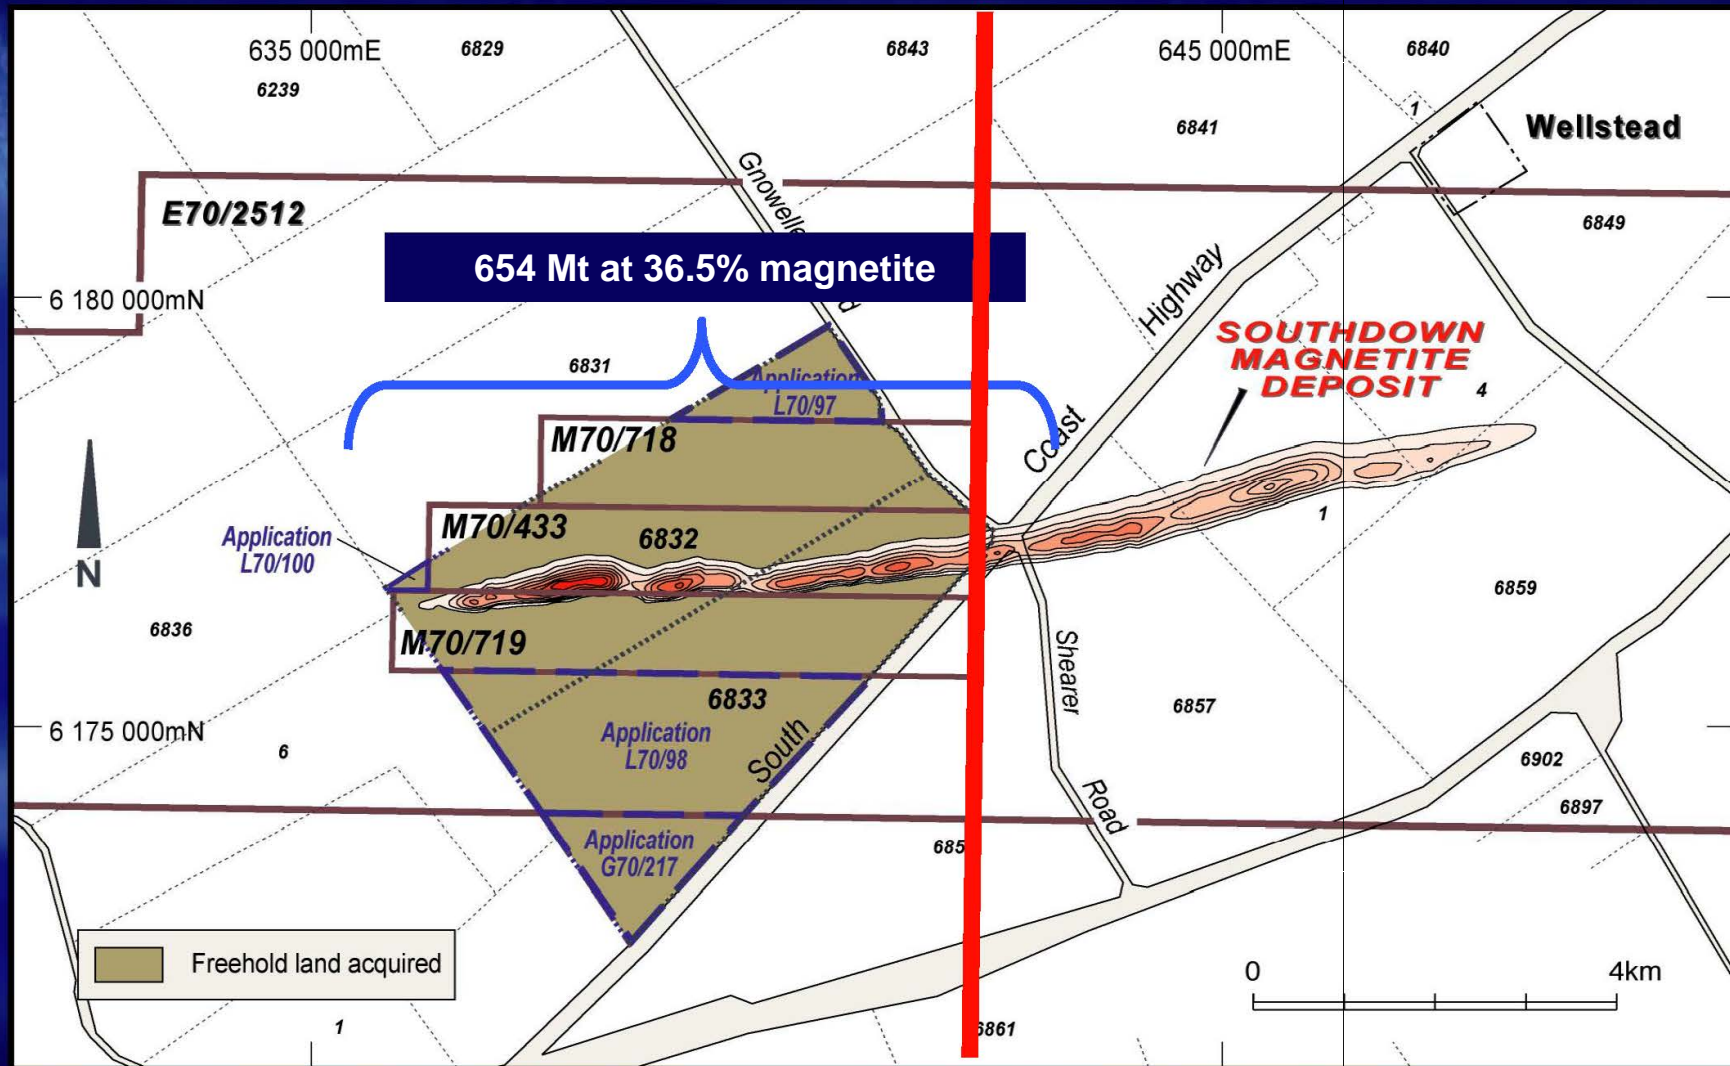 635 000mE
6829
6843
645 000mE
6840
6239
1
6841
Wellstead
E70/2512
6849
654 Mt at 36.5% magnetite
Highway
6 180 000mN
SOUTHDOWN
MAGNETITE
DEPOSIT
6831
Application
L70/97
4
Coast
M70/718
M70/433
6832
1
Application
L70/100
N
6859
6836
M70/719
Shearer
6833
6857
6 175 000mN
6
Application
L70/98
South
6902
Road
6897
Application
G70/217
Freehold land acquired
0
4km
1
6861